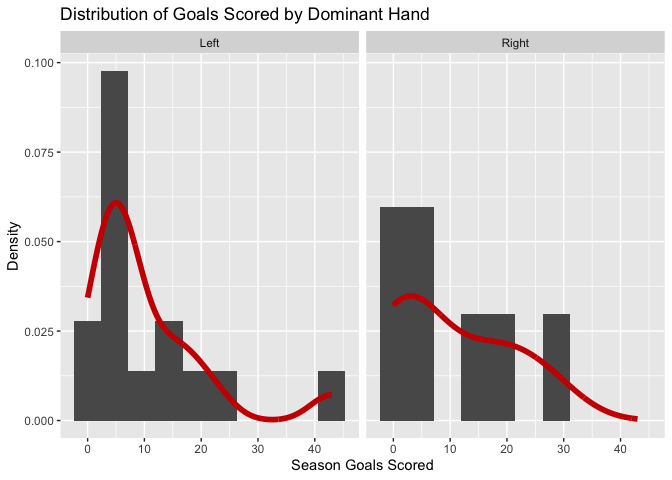 Distribution of Goals Scored by Dominant Hand
Left
Right
0.100
0.075
0.050
0.025
0.000
Density
0 10 20 30 40
0 10 20 30 40
Season Goals Scored